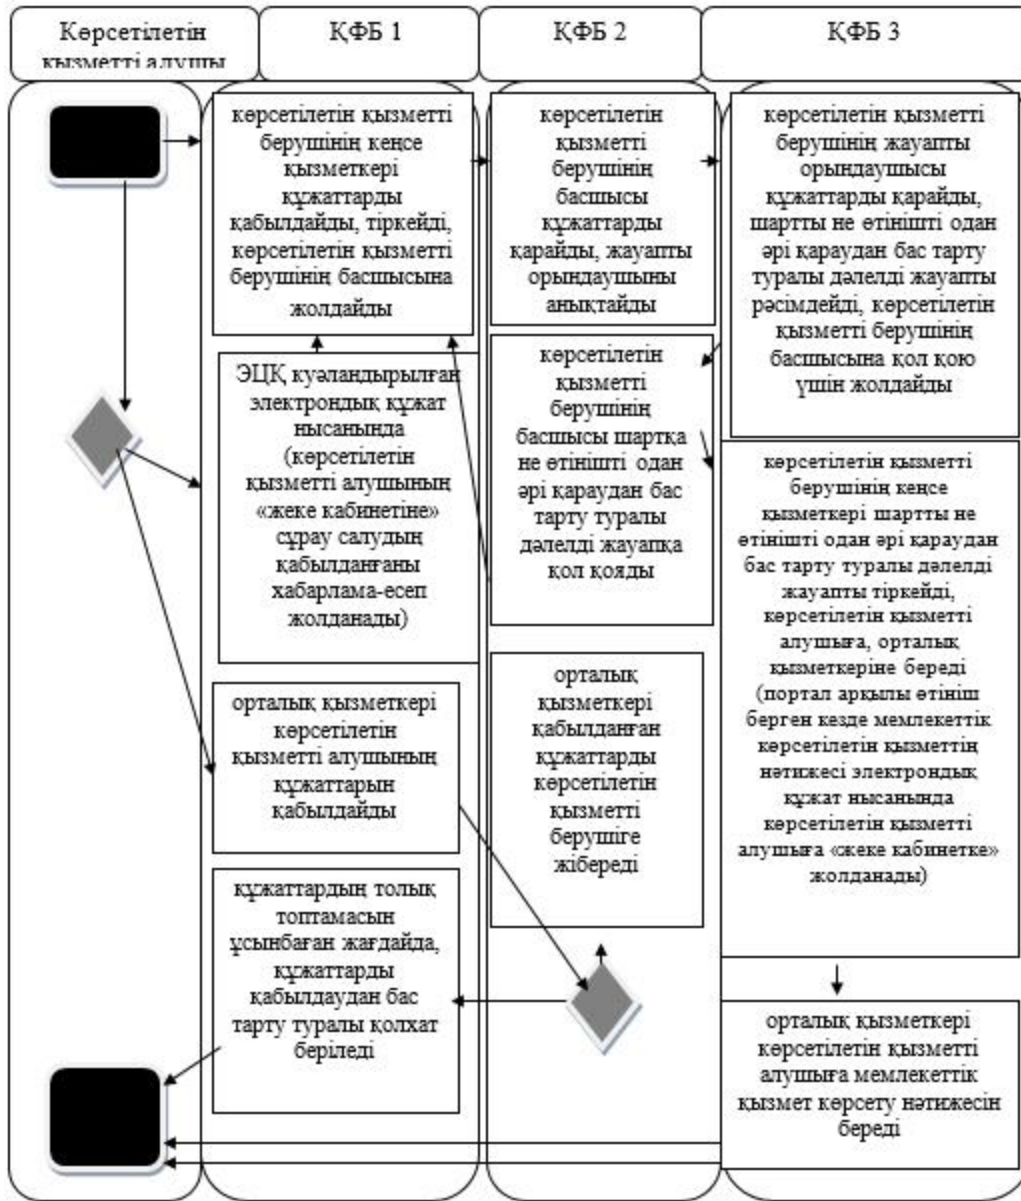 Көрсетілетін
қызметті алушы
ҚФБ 1
ҚФБ 2
ҚФБ 3
көрсетілетін қызметті
берушінің кеңсе
қызметкері
құжаттарды
қабылдайды, тіркейді,
көрсетілетін қызметті
берушінің басшысына
жолдайды
көрсетілетін
қызметті
берушінің
басшысы
құжаттарды
қарайды, жауапты
орындаушыны
анықтайды
көрсетілетін қызметті
берушінің жауапты
орындаушысы
құжаттарды қарайды,
шартты не өтінішті одан
әрі қараудан бас тарту
туралы дәлелді жауапты
рәсімдейді, көрсетілетін
қызметті берушінің
басшысына қол қою
үшін жолдайды
ЭЦҚ куәландырылған
электрондық құжат
нысанында
(көрсетілетін
қызметті алушының
«жеке кабинетіне»
сұрау салудың
қабылданғаны
хабарлама-есеп
жолданады)
көрсетілетін
қызметті
берушінің
басшысы шартқа
не өтінішті одан
әрі қараудан бас
тарту туралы
дәлелді жауапқа
қол қояды
көрсетілетін қызметті
берушінің кеңсе
қызметкері шартты не
өтінішті одан әрі қараудан
бас тарту туралы дәлелді
жауапты тіркейді,
көрсетілетін қызметті
алушыға, орталық
қызметкеріне береді
(портал арқылы өтініш
берген кезде мемлекеттік
көрсетілетін қызметтің
нәтижесі электрондық
құжат нысанында
көрсетілетін қызметті
алушыға «жеке кабинетке»
жолданады)
орталық қызметкері
көрсетілетін
қызметті алушының
құжаттарын
қабылдайды
орталық
қызметкері
қабылданған
құжаттарды
көрсетілетін
қызметті
берушіге
жібереді
құжаттардың толық
топтамасын
ұсынбаған жағдайда,
құжаттарды
қабылдаудан бас
тарту туралы қолхат
беріледі
орталық қызметкері
көрсетілетін қызметті
алушыға мемлекеттік
қызмет көрсету нәтижесін
береді